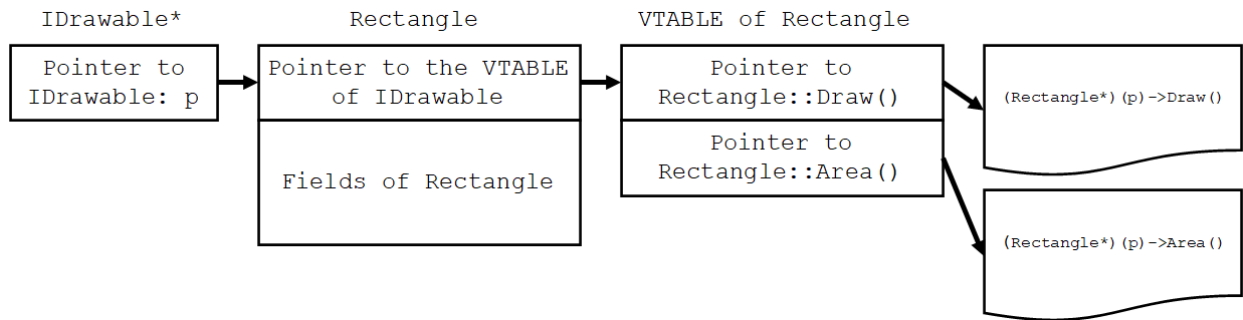 IDrawable*
Rectangle
VTABLE of Rectangle
Pointer to
IDrawable: p
Pointer to the VTABLE
of IDrawable
Fields of Rectangle
Pointer to
Rectangle::Draw()
Pointer to
Rectangle::Area()
(Rectangle*)(p)->Draw()
(Rectangle*)(p)->Area()